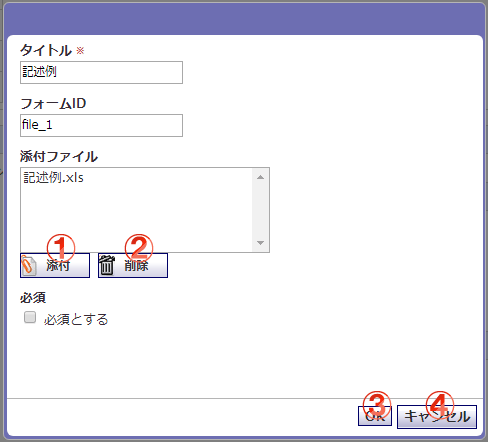 タイトル ※
記述例
フォームID
file_1
添付ファイル
記述例.xls
① 添付 ② 削除
必須
必須とする
③ OK ④ キャンセル